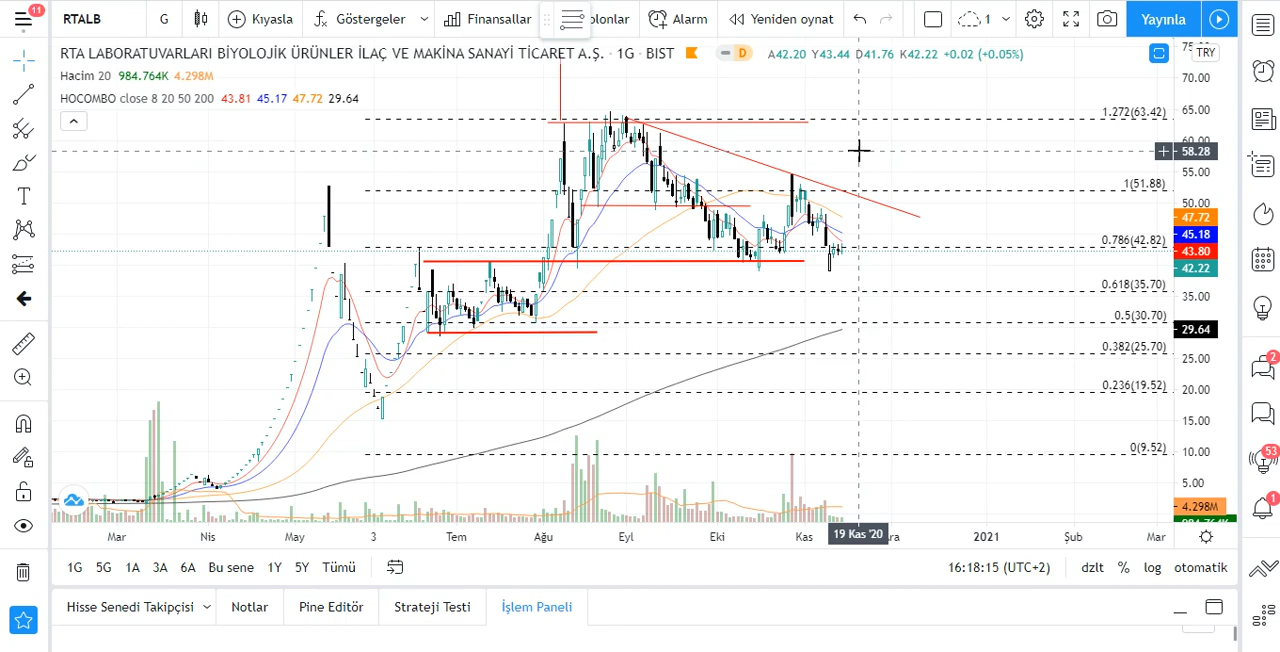 11
RTALB
G
Kıyasla
Göstergeler
Finansallar
olonlar
Alarm
Yeniden oynat
1
Yayınla
RTA LABORATUVARLARI BİYOLOJİK ÜRÜNLER İLAÇ VE MAKİNA SANAYİ TİCARET A.Ş. · 1G · BIST
D
A42.20 Y43.44 D41.76 K42.22 +0.02 (+0.05%)
TRY
Hacim 20 984.764K 4.298M
HOCOMBO close 8 20 50 200 43.81 45.17 47.72 29.64
70.00
65.00
1.272(63.42)
58.28
55.00
1(51.88)
50.00
47.72
45.18
0.786(42.82)
43.80
42.22
0.618(35.70)
35.00
0.5(30.70)
29.64
0.382(25.70)
25.00
0.236(19.52)
20.00
15.00
0(9.52)
10.00
5.00
4.298M
984.764K
Mar
Nis
May
3
Tem
Ağu
Eyl
Eki
Kas
19 Kas '20
ra
2021
Şub
Mar
1G 5G 1A 3A 6A Bu sene 1Y 5Y Tümü
16:18:15 (UTC+2)
dzlt % log otomatik
Hisse Senedi Takipçisi
Notlar
Pine Editör
Strateji Testi
İşlem Paneli
2
53
1